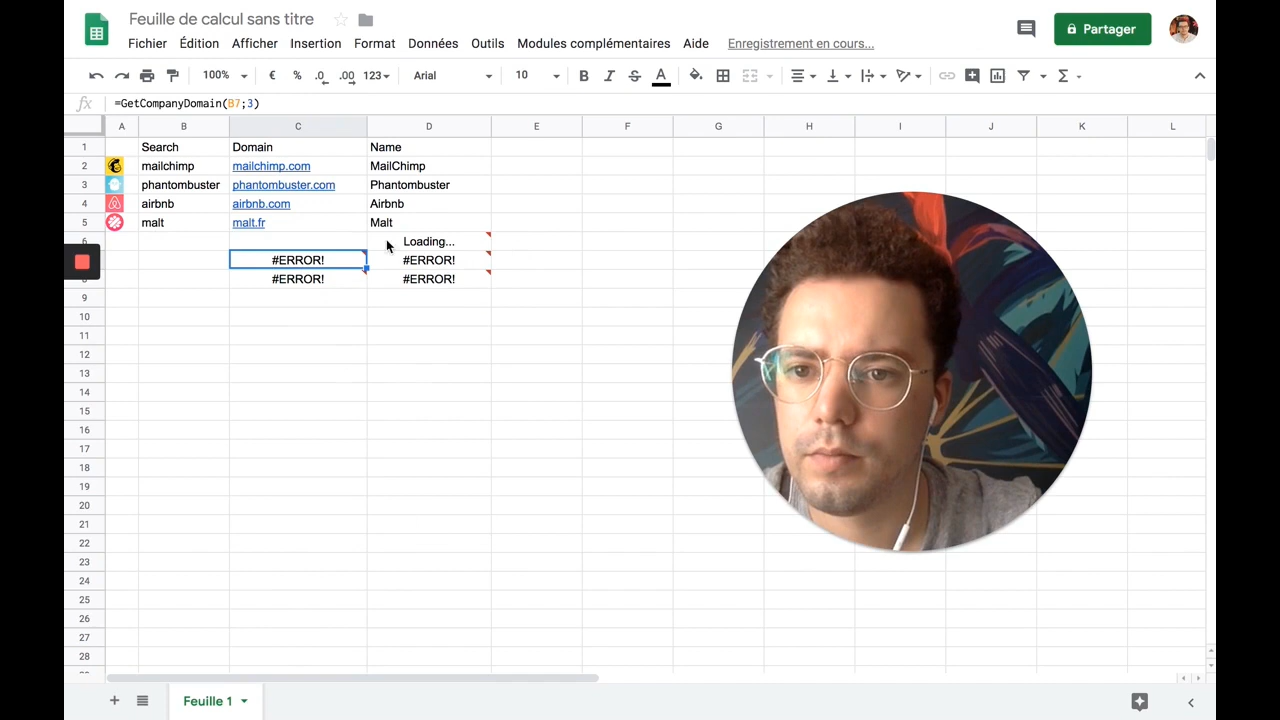 Feuille de calcul sans titre
Fichier Édition Afficher Insertion Format Données Outils Modules complémentaires Aide Enregistrement en cours...
Partager
100% € % .0 .00 123 Arial 10 B I S A
fx =GetCompanyDomain(B7;3)
A B C D E F G H I J K L
1 Search Domain Name
2 mailchimp mailchimp.com MailChimp
3 phantombuster phantombuster.com Phantombuster
4 airbnb airbnb.com Airbnb
5 malt malt.fr Malt
6 Loading...
#ERROR! #ERROR!
#ERROR! #ERROR!
9
10
11
12
13
14
15
16
17
18
19
20
21
22
23
24
25
26
27
28
Feuille 1